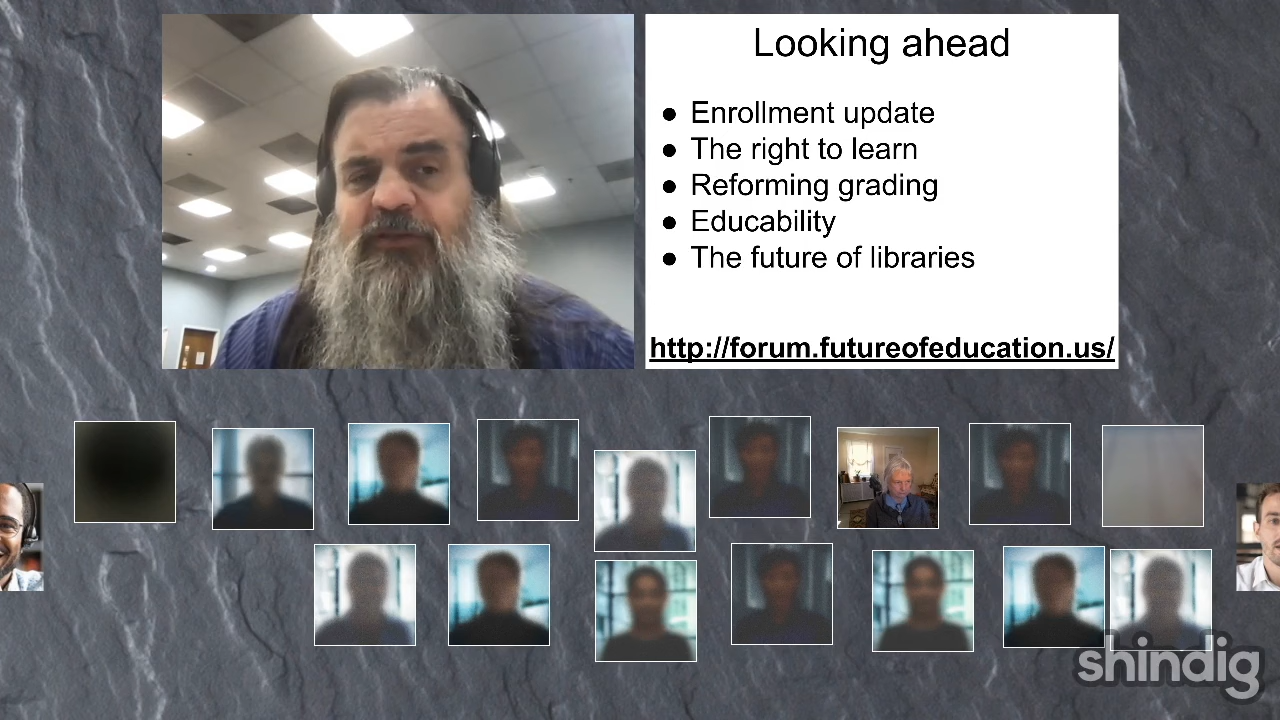 Looking ahead
● Enrollment update
● The right to learn
● Reforming grading
● Educability
● The future of libraries
http://forum.futureofeducation.us/
shindig